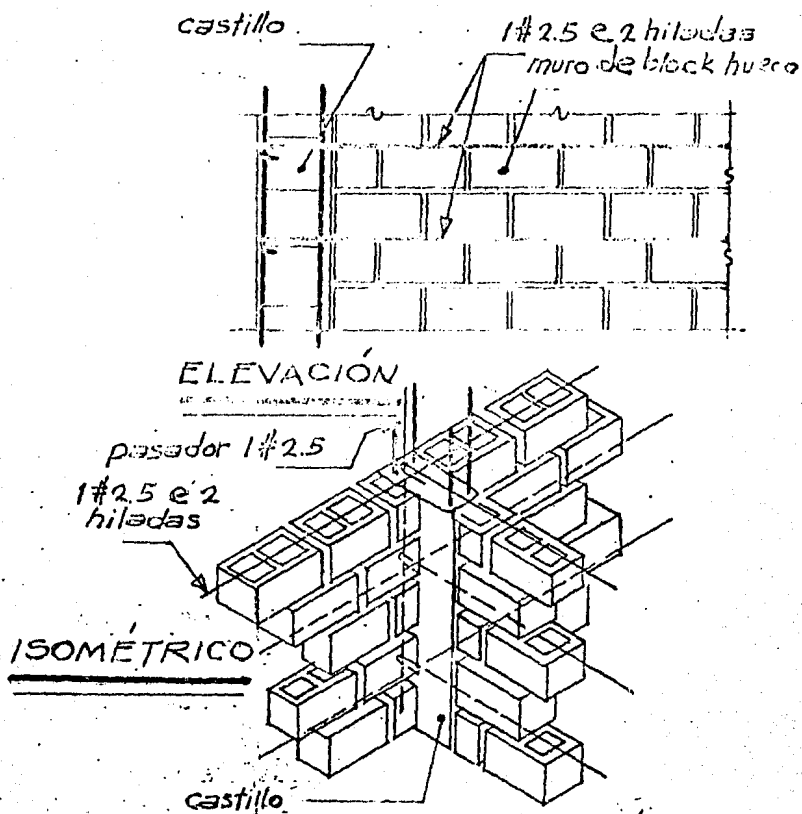 castillo
1#2.5 e 2 hiladas
muro de block hueco
ELEVACIÓN
pasador 1#2.5
1#2.5 e 2
hiladas
ISOMÉTRICO
castillo